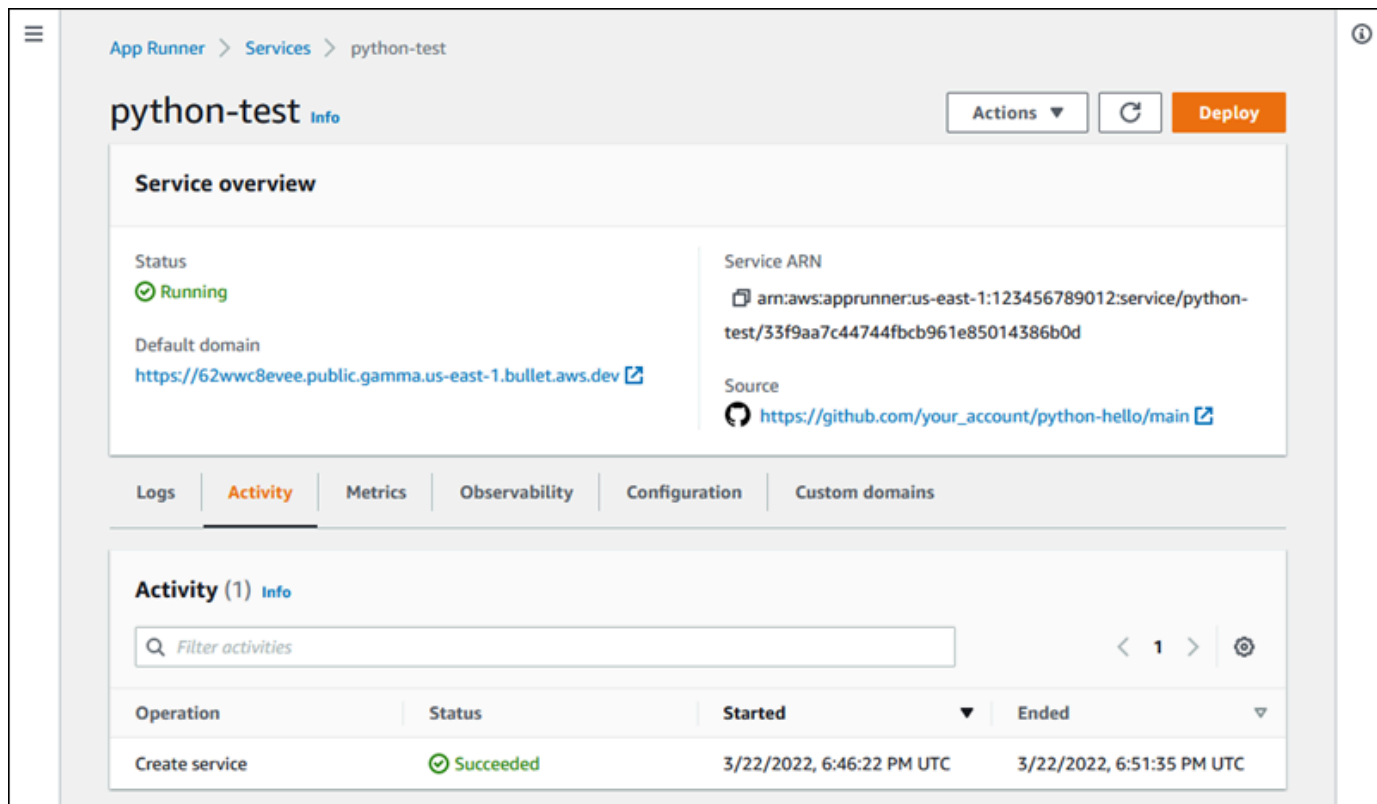 App Runner > Services > python-test
python-test Info
Actions
Deploy
Service overview
Status
Running
Default domain
https://62wwc8evee.public.gamma.us-east-1.bullet.aws.dev
Service ARN
arn:aws:apprunner:us-east-1:123456789012:service/python-
test/33f9aa7c44744fbcb961e85014386b0d
Source
https://github.com/your_account/python-hello/main
Logs Activity Metrics Observability Configuration Custom domains
Activity (1) Info
Filter activities
< 1 >
Operation Status Started Ended
Create service Succeeded 3/22/2022, 6:46:22 PM UTC 3/22/2022, 6:51:35 PM UTC